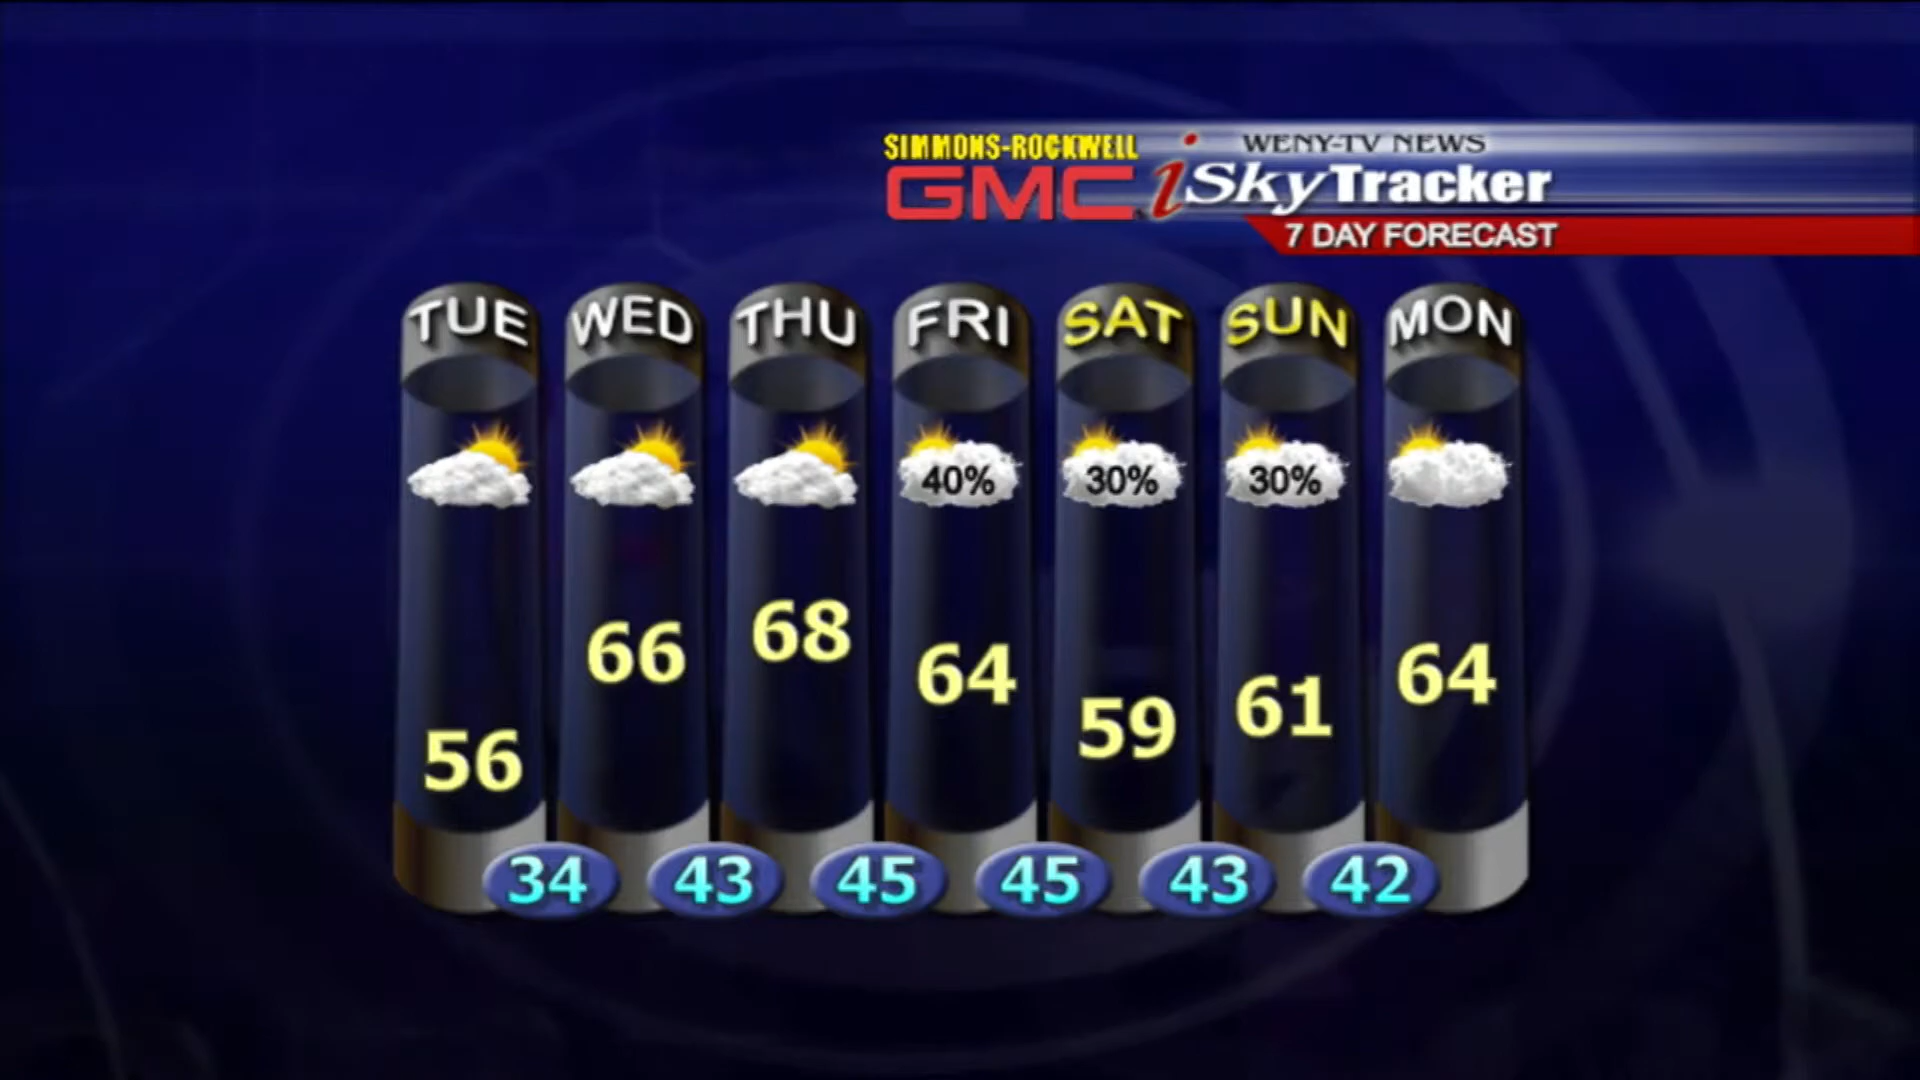 SIMMONS-ROCKWELL
GMC
WENY-TV NEWS
iSkyTracker
7 DAY FORECAST
TUE WED THU FRI SAT SUN MON
40% 30% 30%
56 66 68 64 59 61 64
34 43 45 45 43 42